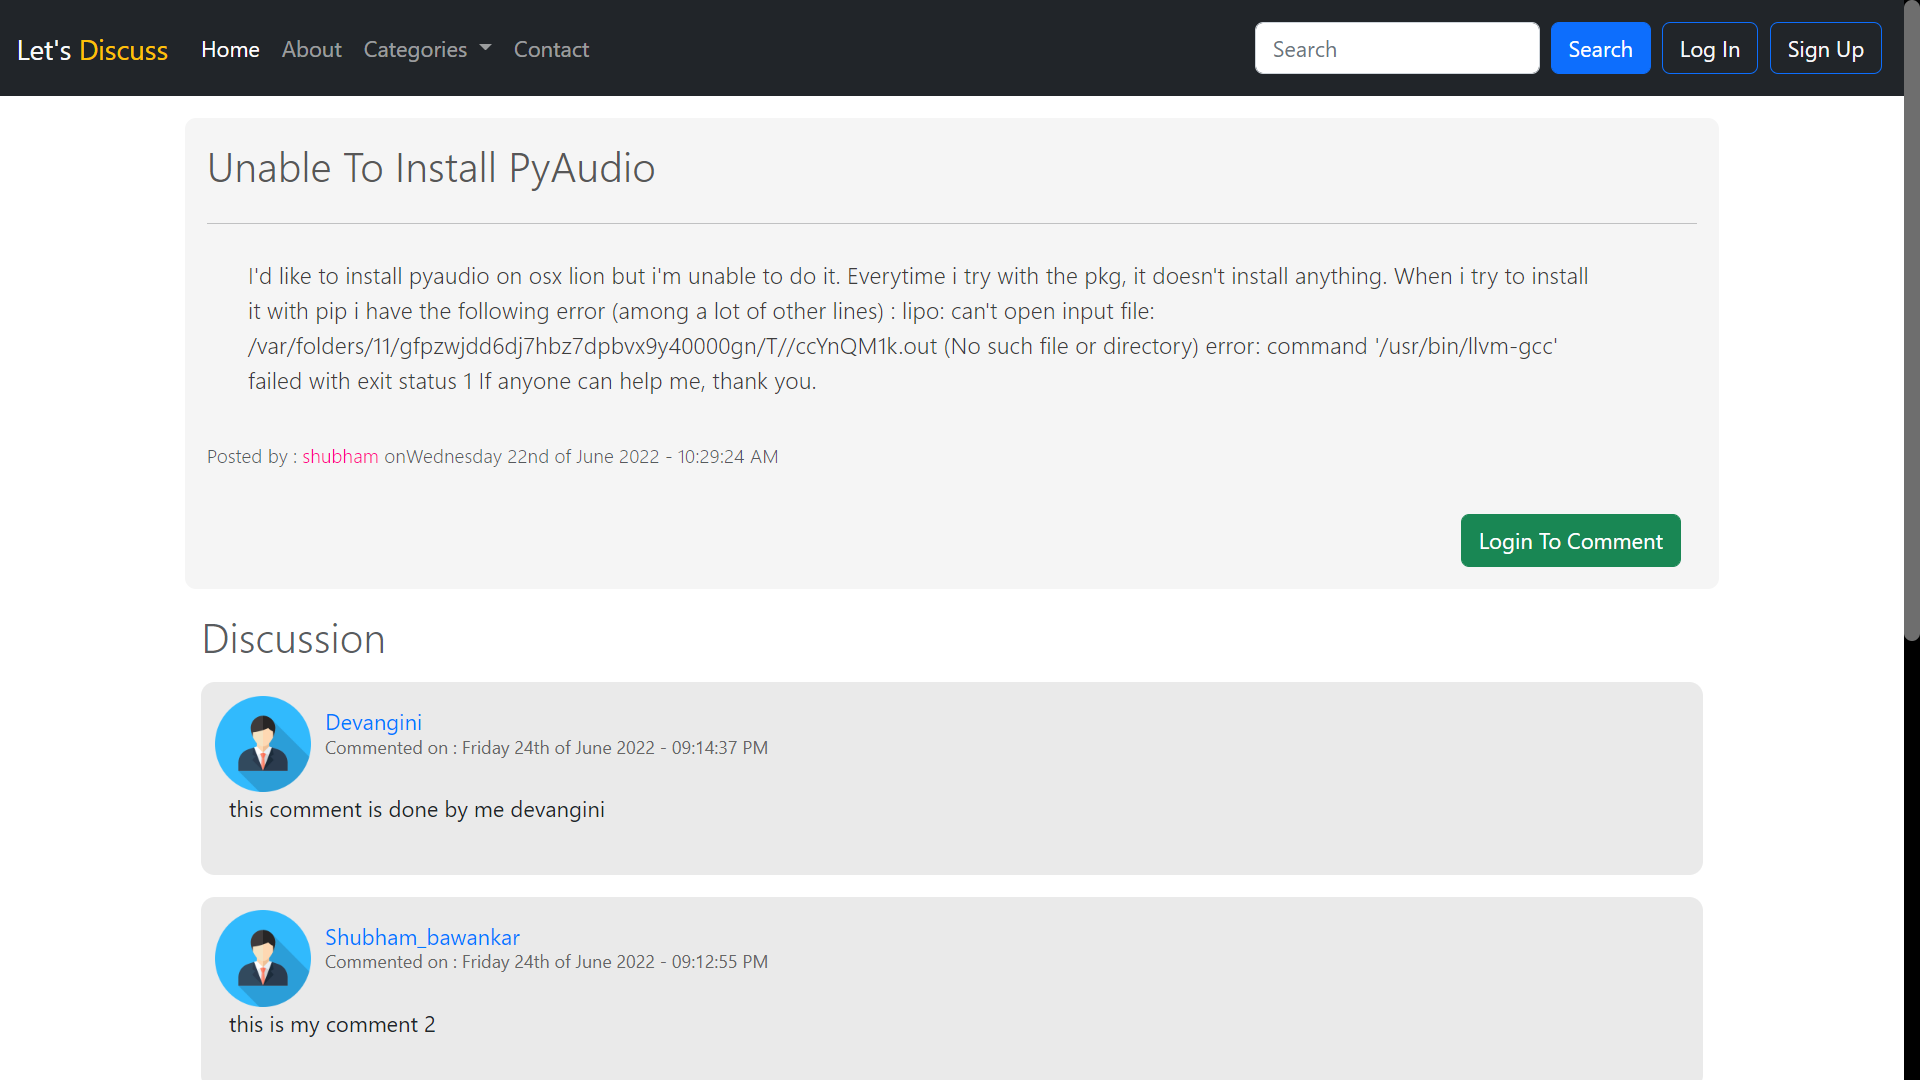 Let's Discuss Home About Categories Contact Search Search Log In Sign Up
Unable To Install PyAudio
I'd like to install pyaudio on osx lion but i'm unable to do it. Everytime i try with the pkg, it doesn't install anything. When i try to install
it with pip i have the following error (among a lot of other lines) : lipo: can't open input file:
/var/folders/11/gfpzwjdd6dj7hbz7dpbvx9y40000gn/T//ccYnQM1k.out (No such file or directory) error: command '/usr/bin/llvm-gcc'
failed with exit status 1 If anyone can help me, thank you.
Posted by : shubham onWednesday 22nd of June 2022 - 10:29:24 AM
Login To Comment
Discussion
Devangini
Commented on : Friday 24th of June 2022 - 09:14:37 PM
this comment is done by me devangini
Shubham_bawankar
Commented on : Friday 24th of June 2022 - 09:12:55 PM
this is my comment 2